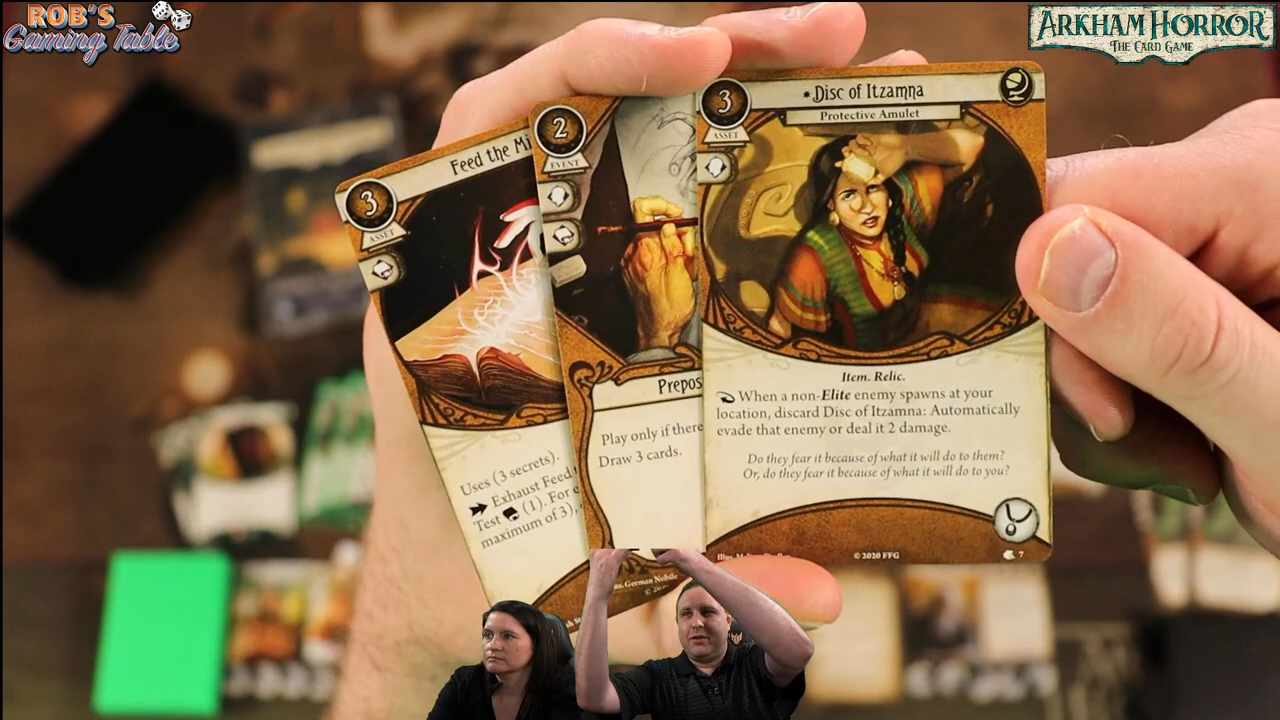 ROB'S
Gaming Table
ARKHAM HORROR
THE CARD GAME
3
ASSET
Feed the Mi
Uses (3 secrets).
Exhaust Feed
Test (1). For e
maximum of 3),
2
EVENT
Prepos
Play only if there
Draw 3 cards.
German Nobile
3
ASSET
Disc of Itzamna
Protective Amulet
Item. Relic.
When a non-Elite enemy spawns at your
location, discard Disc of Itzamna: Automatically
evade that enemy or deal it 2 damage.
Do they fear it because of what it will do to them?
Or, do they fear it because of what it will do to you?
Illus.
© 2020 FFG
7